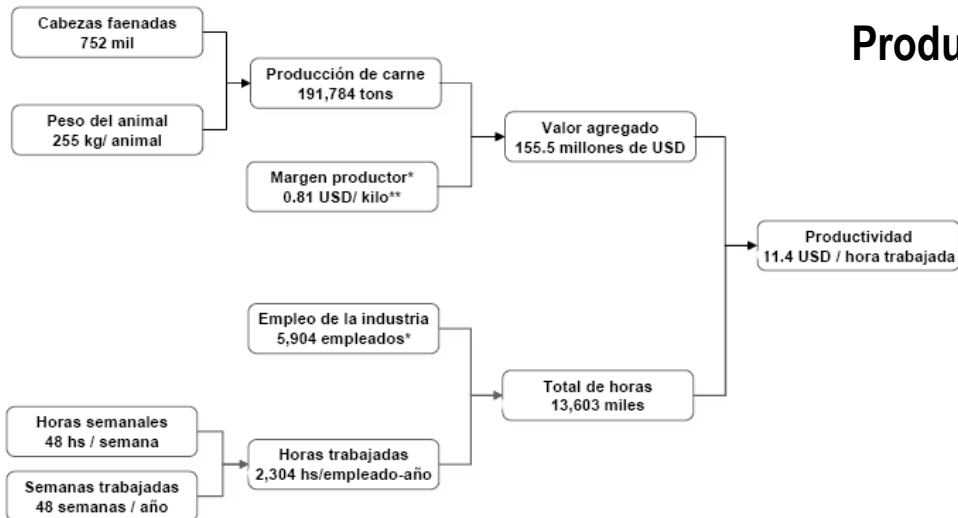 Cabezas faenadas
752 mil
Peso del animal
255 kg/ animal
Producción de carne
191,784 tons
Margen productor*
0.81 USD/ kilo**
Valor agregado
155.5 millones de USD
Productividad
11.4 USD / hora trabajada
Empleo de la industria
5,904 empleados*
Horas semanales
48 hs / semana
Semanas trabajadas
48 semanas / año
Horas trabajadas
2,304 hs/empleado-año
Total de horas
13,603 miles
Produ